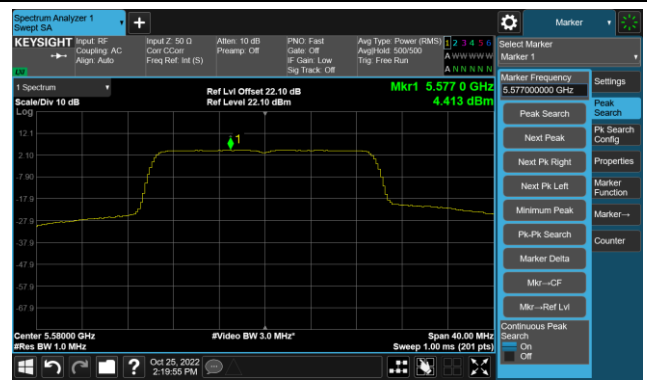 Spectrum Analyzer 1
Swept SA
Marker
KEYSIGHT
Input: RF
Coupling: AC
Align: Auto
Input Z: 50 Ω
Corr CCorr
Freq Ref: Int (S)
Atten: 10 dB
Preamp: Off
PNO: Fast
Gate: Off
IF Gain: Low
Sig Track: Off
Avg Type: Power (RMS)
Avg|Hold: 500/500
Trig: Free Run
1 2 3 4 5 6
A W W W W W
A N N N N N
LW
1 Spectrum
Scale/Div 10 dB
Log
Ref Lvl Offset 22.10 dB
Ref Level 22.10 dBm
Mkr1 5.577 0 GHz
4.413 dBm
1
12.1
2.10
-7.90
-17.9
-27.9
-37.9
-47.9
-57.9
-67.9
Center 5.58000 GHz
#Res BW 1.0 MHz
#Video BW 3.0 MHz*
Span 40.00 MHz
Sweep 1.00 ms (201 pts)
Select Marker
Marker 1
Marker Frequency
5.577000000 GHz
Peak Search
Next Peak
Next Pk Right
Next Pk Left
Minimum Peak
Pk-Pk Search
Marker Delta
Mkr→CF
Mkr→Ref Lvl
Continuous Peak
Search
On
Off
Settings
Peak
Search
Pk Search
Config
Properties
Marker
Function
Marker→
Counter
?
Oct 25, 2022
2:19:55 PM